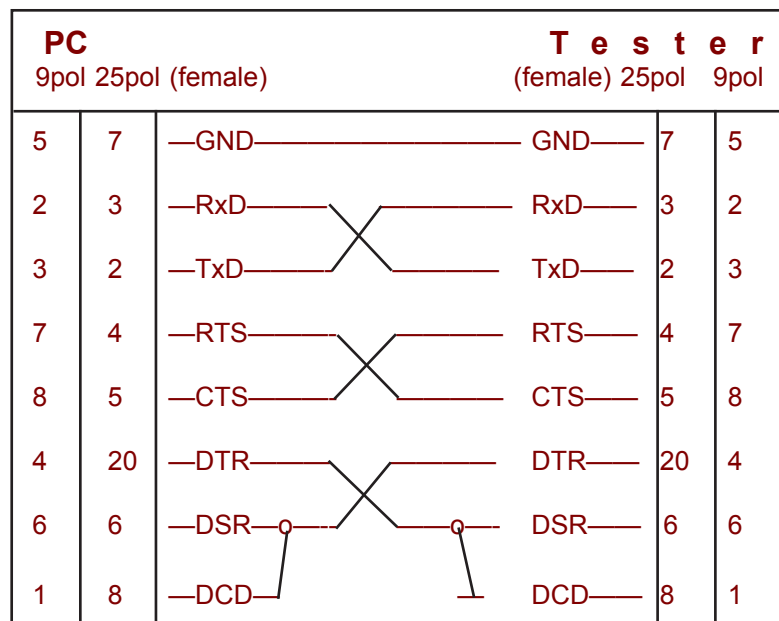 PC T e s t e r
9pol 25pol (female) (female) 25pol 9pol
5 7 —GND—————————— GND—— 7 5
2 3 —RxD——— ———— RxD—— 3 2
3 2 —TxD——— ———— TxD—— 2 3
7 4 —RTS——— ———— RTS—— 4 7
8 5 —CTS——— ———— CTS—— 5 8
4 20 —DTR——— ———— DTR—— 20 4
6 6 —DSR—o—-- ——o—- DSR—— 6 6
1 8 —DCD— — DCD—— 8 1